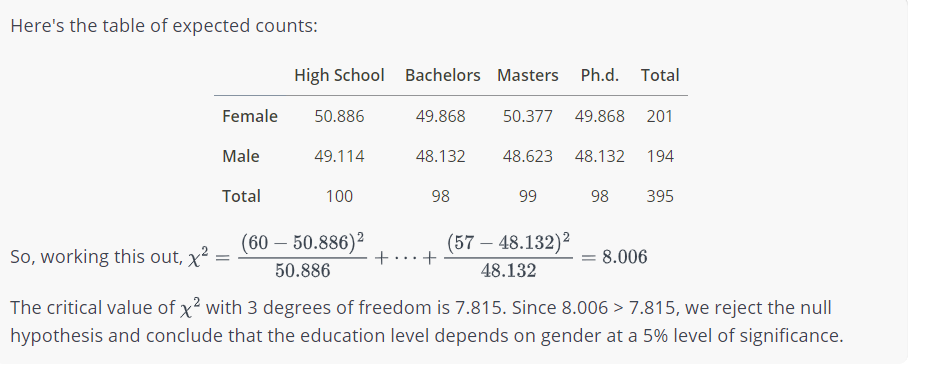 Here's the table of expected counts:
High School Bachelors Masters Ph.d. Total
Female 50.886 49.868 50.377 49.868 201
Male 49.114 48.132 48.623 48.132 194
Total 100 98 99 98 395
So, working this out, χ² = (60 − 50.886)²/50.886 + ⋯ + (57 − 48.132)²/48.132 = 8.006
The critical value of χ² with 3 degrees of freedom is 7.815. Since 8.006 > 7.815, we reject the null
hypothesis and conclude that the education level depends on gender at a 5% level of significance.